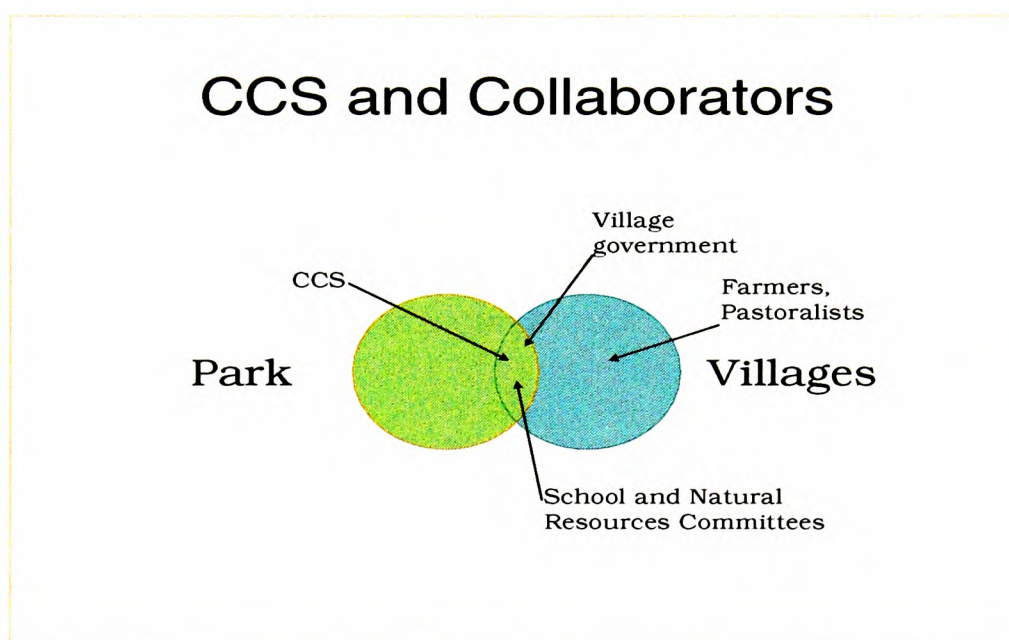 CCS and Collaborators
Village
government
CCS
Farmers,
Pastoralists
Park
Villages
School and Natural
Resources Committees